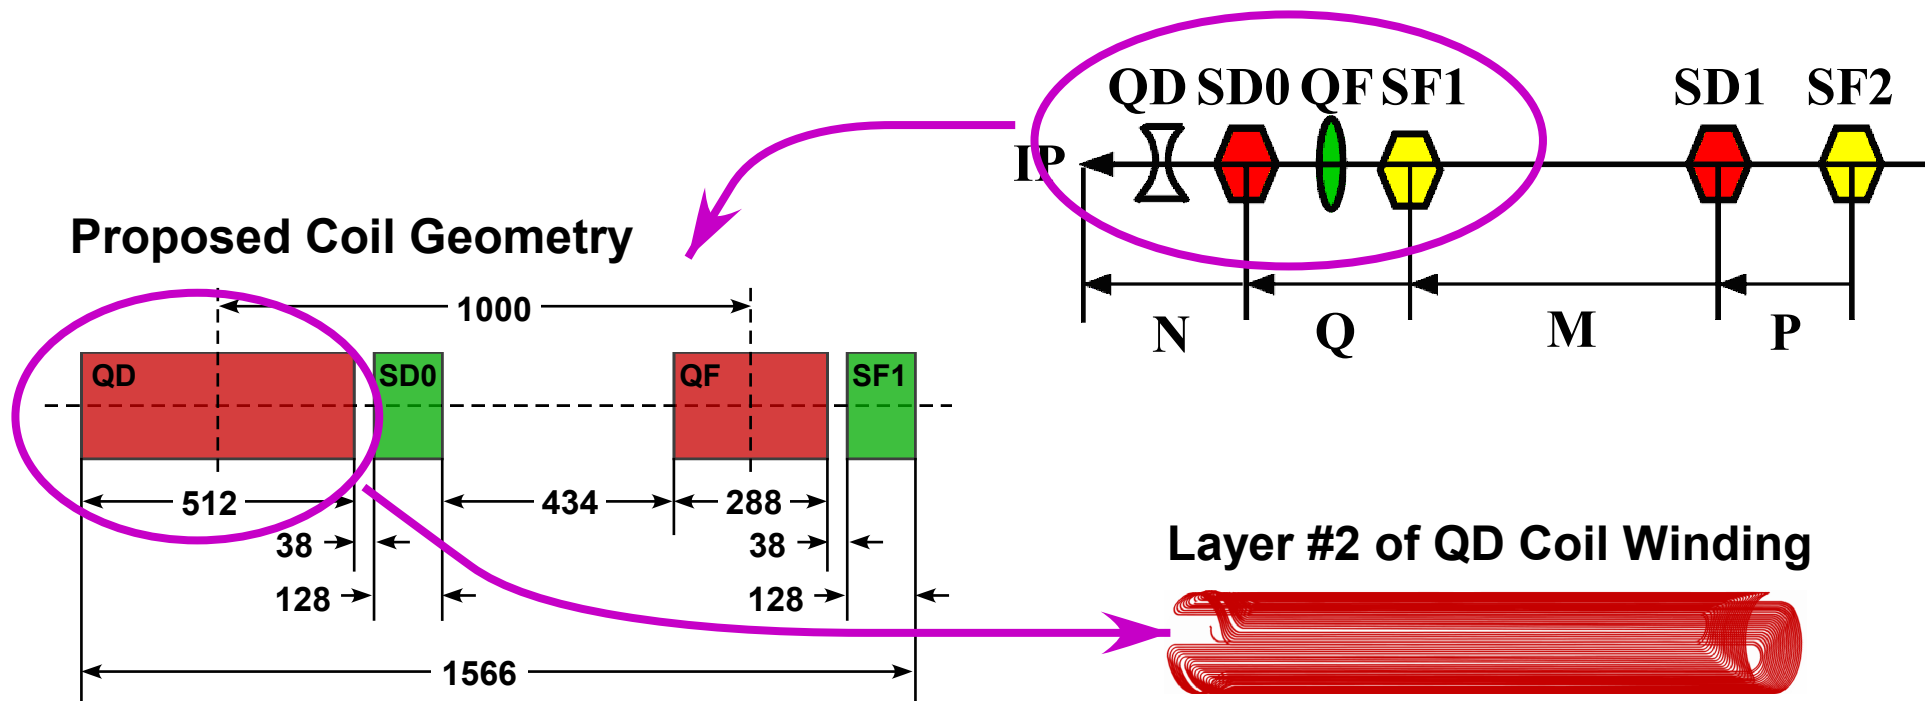 QD SD0 QF SF1 SD1 SF2
IP
N Q M P
Proposed Coil Geometry
1000
QD SD0 QF SF1
512 434 288
38 38
128 128
1566
Layer #2 of QD Coil Winding